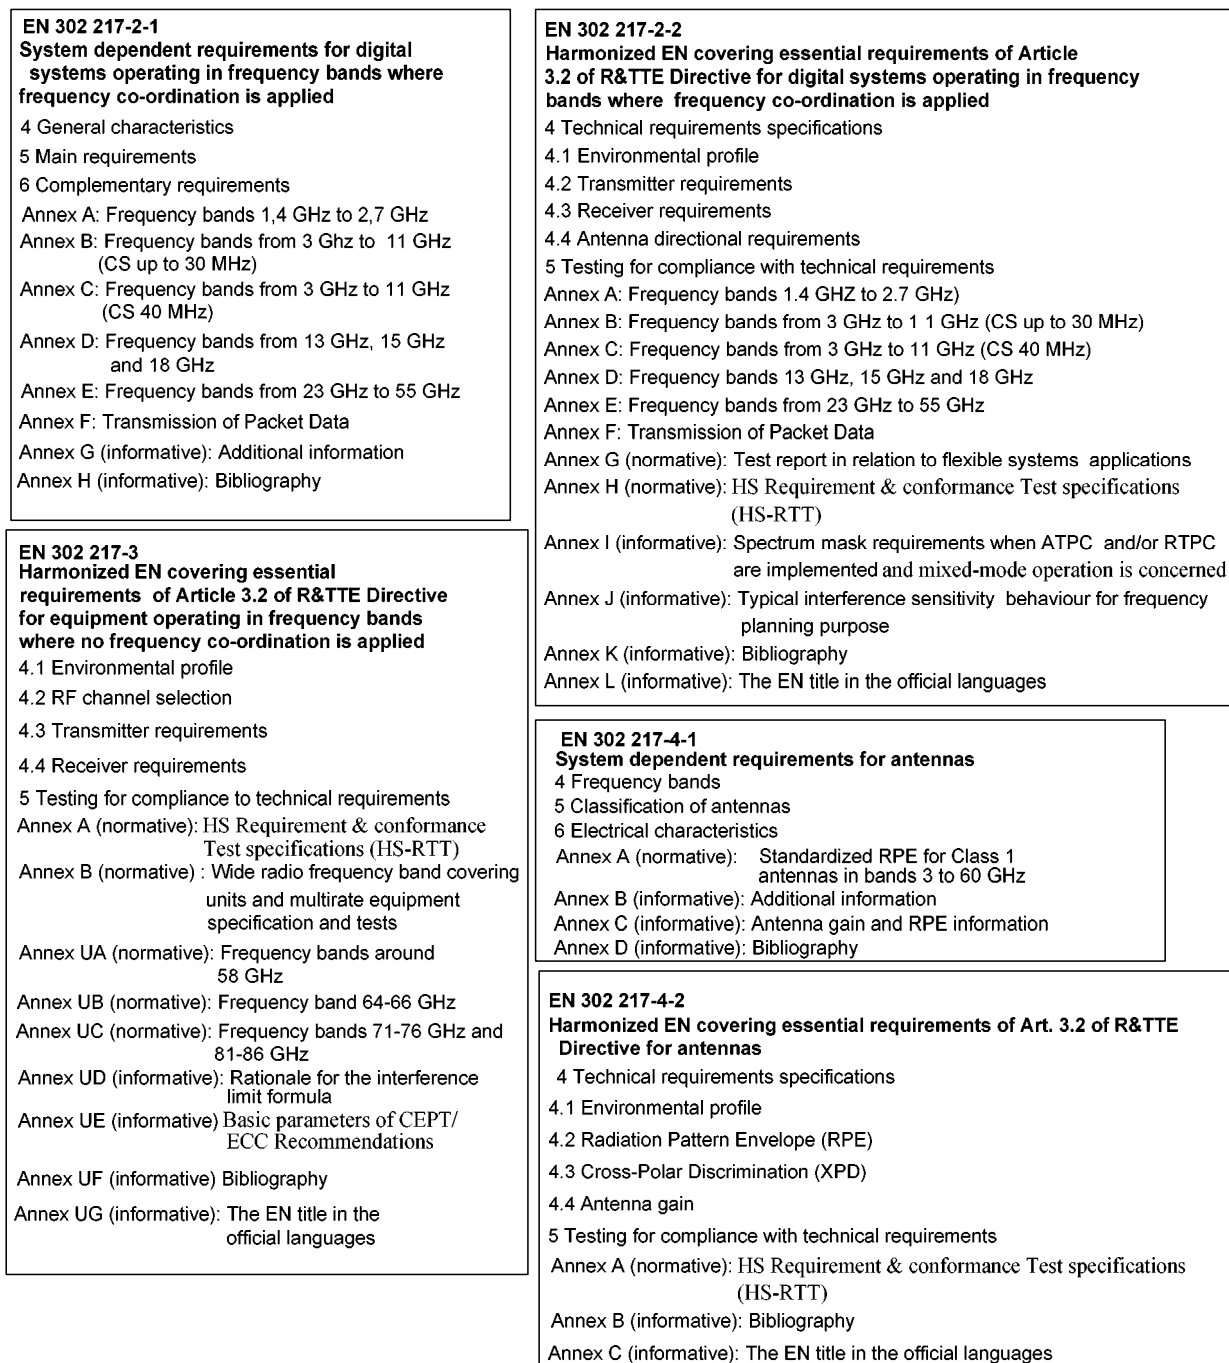 EN 302 217-2-1
System dependent requirements for digital
systems operating in frequency bands where
frequency co-ordination is applied
4 General characteristics
5 Main requirements
6 Complementary requirements
Annex A: Frequency bands 1,4 GHz to 2,7 GHz
Annex B: Frequency bands from 3 Ghz to 11 GHz
(CS up to 30 MHz)
Annex C: Frequency bands from 3 GHz to 11 GHz
(CS 40 MHz)
Annex D: Frequency bands from 13 GHz, 15 GHz
and 18 GHz
Annex E: Frequency bands from 23 GHz to 55 GHz
Annex F: Transmission of Packet Data
Annex G (informative): Additional information
Annex H (informative): Bibliography
EN 302 217-3
Harmonized EN covering essential
requirements of Article 3.2 of R&TTE Directive
for equipment operating in frequency bands
where no frequency co-ordination is applied
4.1 Environmental profile
4.2 RF channel selection
4.3 Transmitter requirements
4.4 Receiver requirements
5 Testing for compliance to technical requirements
Annex A (normative): HS Requirement & conformance
Test specifications (HS-RTT)
Annex B (normative) : Wide radio frequency band covering
units and multirate equipment
specification and tests
Annex UA (normative): Frequency bands around
58 GHz
Annex UB (normative): Frequency band 64-66 GHz
Annex UC (normative): Frequency bands 71-76 GHz and
81-86 GHz
Annex UD (informative): Rationale for the interference
limit formula
Annex UE (informative) Basic parameters of CEPT/
ECC Recommendations
Annex UF (informative) Bibliography
Annex UG (informative): The EN title in the
official languages
EN 302 217-2-2
Harmonized EN covering essential requirements of Article
3.2 of R&TTE Directive for digital systems operating in frequency
bands where frequency co-ordination is applied
4 Technical requirements specifications
4.1 Environmental profile
4.2 Transmitter requirements
4.3 Receiver requirements
4.4 Antenna directional requirements
5 Testing for compliance with technical requirements
Annex A: Frequency bands 1.4 GHZ to 2.7 GHz)
Annex B: Frequency bands from 3 GHz to 1 1 GHz (CS up to 30 MHz)
Annex C: Frequency bands from 3 GHz to 11 GHz (CS 40 MHz)
Annex D: Frequency bands 13 GHz, 15 GHz and 18 GHz
Annex E: Frequency bands from 23 GHz to 55 GHz
Annex F: Transmission of Packet Data
Annex G (normative): Test report in relation to flexible systems applications
Annex H (normative): HS Requirement & conformance Test specifications
(HS-RTT)
Annex I (informative): Spectrum mask requirements when ATPC and/or RTPC
are implemented and mixed-mode operation is concerned
Annex J (informative): Typical interference sensitivity behaviour for frequency
planning purpose
Annex K (informative): Bibliography
Annex L (informative): The EN title in the official languages
EN 302 217-4-1
System dependent requirements for antennas
4 Frequency bands
5 Classification of antennas
6 Electrical characteristics
Annex A (normative): Standardized RPE for Class 1
antennas in bands 3 to 60 GHz
Annex B (informative): Additional information
Annex C (informative): Antenna gain and RPE information
Annex D (informative): Bibliography
EN 302 217-4-2
Harmonized EN covering essential requirements of Art. 3.2 of R&TTE
Directive for antennas
4 Technical requirements specifications
4.1 Environmental profile
4.2 Radiation Pattern Envelope (RPE)
4.3 Cross-Polar Discrimination (XPD)
4.4 Antenna gain
5 Testing for compliance with technical requirements
Annex A (normative): HS Requirement & conformance Test specifications
(HS-RTT)
Annex B (informative): Bibliography
Annex C (informative): The EN title in the official languages